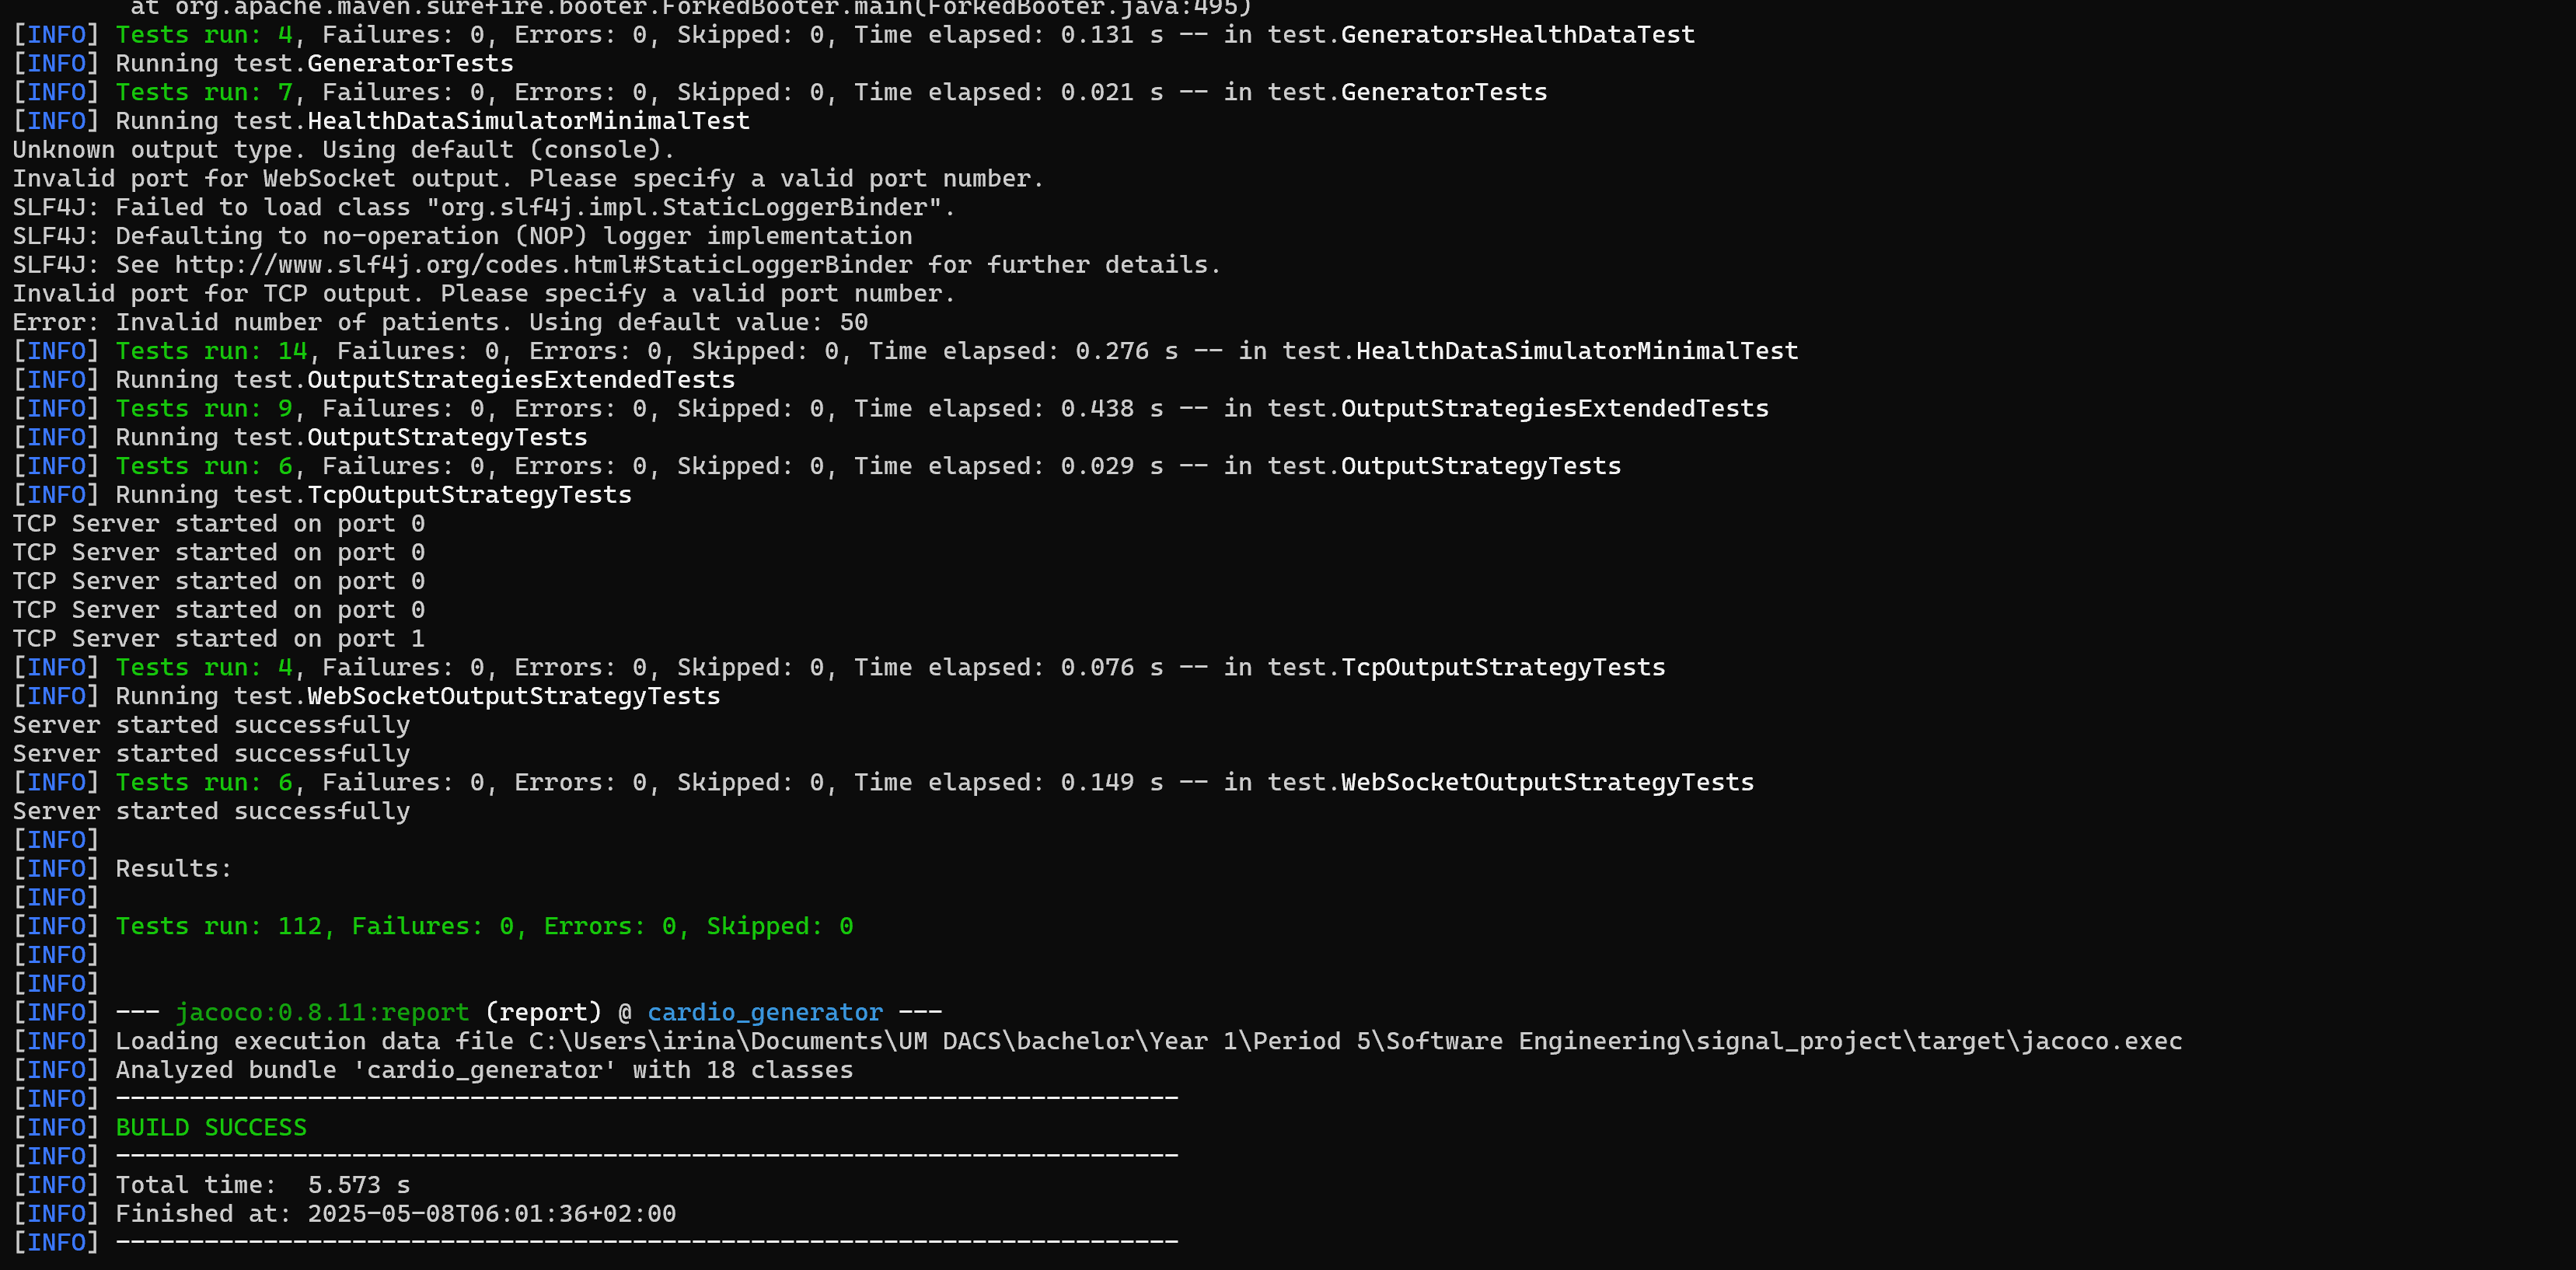 at org.apache.maven.surefire.booter.ForkedBooter.main(ForkedBooter.java:495)
[INFO] Tests run: 4, Failures: 0, Errors: 0, Skipped: 0, Time elapsed: 0.131 s -- in test.GeneratorsHealthDataTest
[INFO] Running test.GeneratorTests
[INFO] Tests run: 7, Failures: 0, Errors: 0, Skipped: 0, Time elapsed: 0.021 s -- in test.GeneratorTests
[INFO] Running test.HealthDataSimulatorMinimalTest
Unknown output type. Using default (console).
Invalid port for WebSocket output. Please specify a valid port number.
SLF4J: Failed to load class "org.slf4j.impl.StaticLoggerBinder".
SLF4J: Defaulting to no-operation (NOP) logger implementation
SLF4J: See http://www.slf4j.org/codes.html#StaticLoggerBinder for further details.
Invalid port for TCP output. Please specify a valid port number.
Error: Invalid number of patients. Using default value: 50
[INFO] Tests run: 14, Failures: 0, Errors: 0, Skipped: 0, Time elapsed: 0.276 s -- in test.HealthDataSimulatorMinimalTest
[INFO] Running test.OutputStrategiesExtendedTests
[INFO] Tests run: 9, Failures: 0, Errors: 0, Skipped: 0, Time elapsed: 0.438 s -- in test.OutputStrategiesExtendedTests
[INFO] Running test.OutputStrategyTests
[INFO] Tests run: 6, Failures: 0, Errors: 0, Skipped: 0, Time elapsed: 0.029 s -- in test.OutputStrategyTests
[INFO] Running test.TcpOutputStrategyTests
TCP Server started on port 0
TCP Server started on port 0
TCP Server started on port 0
TCP Server started on port 0
TCP Server started on port 1
[INFO] Tests run: 4, Failures: 0, Errors: 0, Skipped: 0, Time elapsed: 0.076 s -- in test.TcpOutputStrategyTests
[INFO] Running test.WebSocketOutputStrategyTests
Server started successfully
Server started successfully
[INFO] Tests run: 6, Failures: 0, Errors: 0, Skipped: 0, Time elapsed: 0.149 s -- in test.WebSocketOutputStrategyTests
Server started successfully
[INFO]
[INFO] Results:
[INFO]
[INFO] Tests run: 112, Failures: 0, Errors: 0, Skipped: 0
[INFO]
[INFO]
[INFO] --- jacoco:0.8.11:report (report) @ cardio_generator ---
[INFO] Loading execution data file C:\Users\irina\Documents\UM DACS\bachelor\Year 1\Period 5\Software Engineering\signal_project\target\jacoco.exec
[INFO] Analyzed bundle 'cardio_generator' with 18 classes
[INFO] ------------------------------------------------------------------------
[INFO] BUILD SUCCESS
[INFO] ------------------------------------------------------------------------
[INFO] Total time:  5.573 s
[INFO] Finished at: 2025-05-08T06:01:36+02:00
[INFO] ------------------------------------------------------------------------